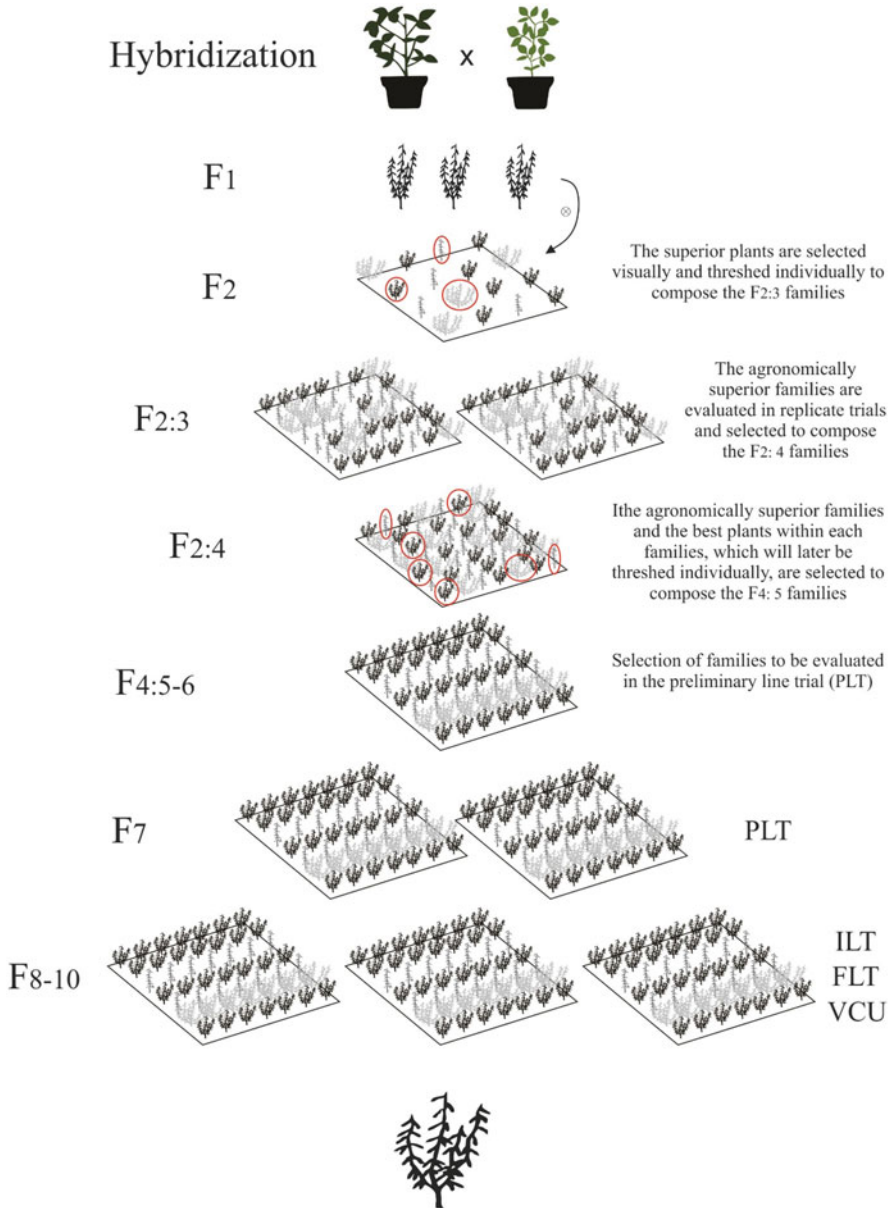 Hybridization
x
F1
⊗
F2
The superior plants are selected
visually and threshed individually to
compose the F2:3 families
F2:3
The agronomically
superior families are
evaluated in replicate trials
and selected to compose
the F2: 4 families
F2:4
Ithe agronomically superior families
and the best plants within each
families, which will later be
threshed individually, are selected to
compose the F4: 5 families
F4:5-6
Selection of families to be evaluated
in the preliminary line trial (PLT)
F7
PLT
F8-10
ILT
FLT
VCU